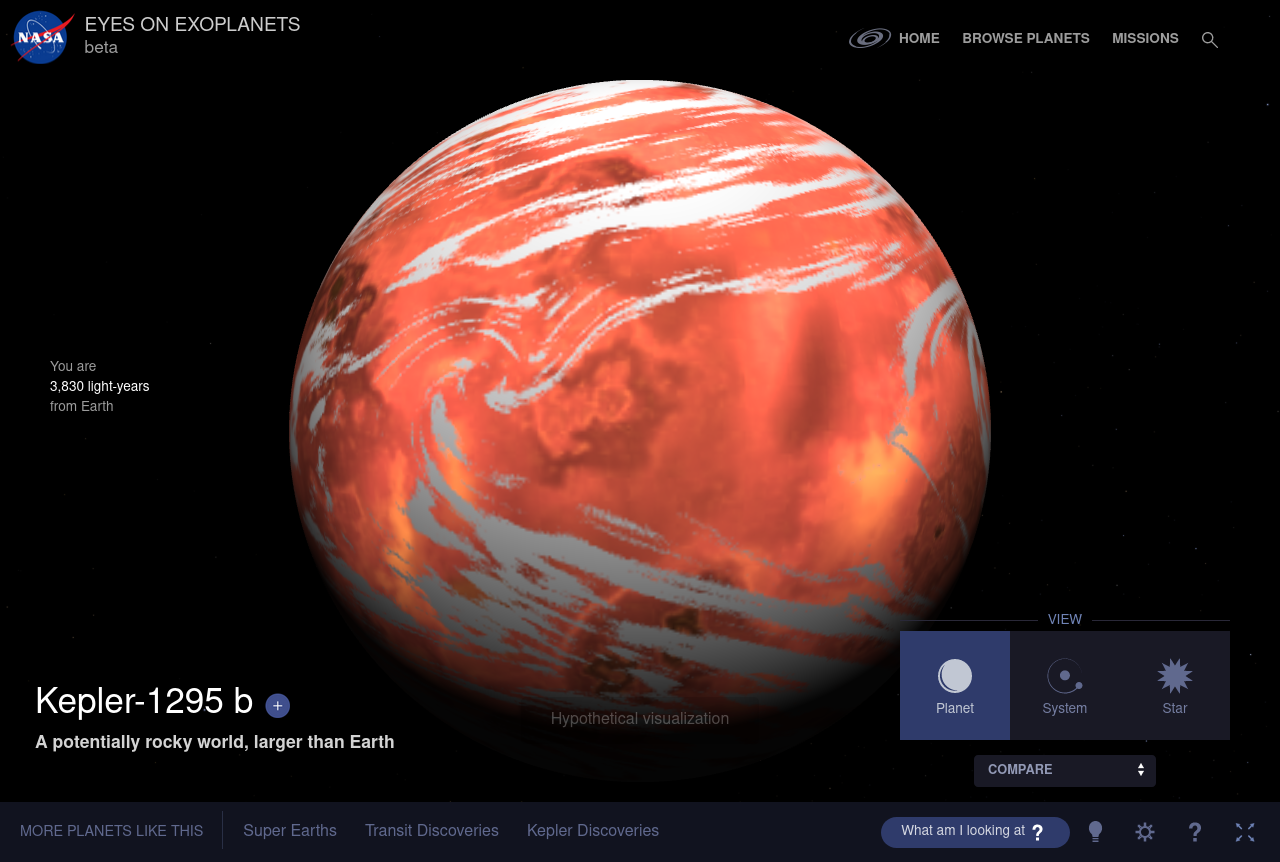 NASA
EYES ON EXOPLANETS
beta
HOME
BROWSE PLANETS
MISSIONS
You are
3,830 light-years
from Earth
VIEW
Planet
System
Star
Kepler-1295 b +
A potentially rocky world, larger than Earth
Hypothetical visualization
COMPARE
MORE PLANETS LIKE THIS
Super Earths
Transit Discoveries
Kepler Discoveries
What am I looking at ?
?